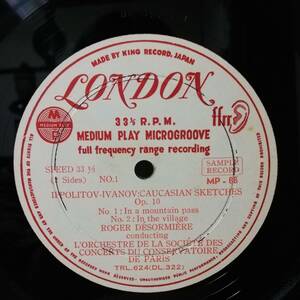 MADE BY KING RECORD, JAPAN
LONDON
33⅓ R.P.M. ffrr
MEDIUM PLAY MICROGROOVE
full frequency range recording
M
MEDIUM PLAY
SPEED 33⅓
SAMPLE RECORD
Sides) NO.1 MP - 
IPPOLITOV-IVANOV: CAUCASIAN SKETCHES
Op. 10
No. 1: In a mountain pass
No. 2: In the village
ROGER DÉSORMIÈRE
conducting
L'ORCHESTRE DE LA SOCIÉTÉ DES
CONCERTS DU CONSERVATOIRE
DE PARIS
TRL.624(DL.322)